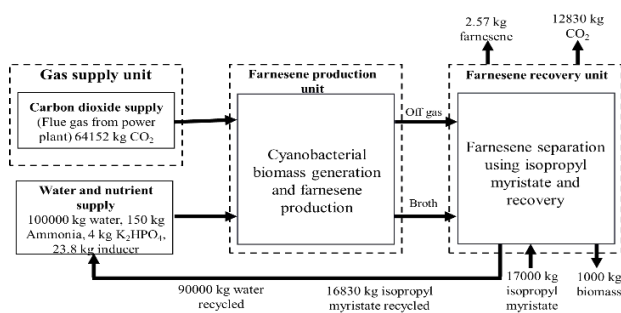 2.57 kg
farnesene
12830 kg
CO₂
Gas supply unit
Carbon dioxide supply
(Flue gas from power
plant) 64152 kg CO₂
Farnesene production
unit
Cyanobacterial
biomass generation
and farnesene
production
Off gas
Broth
Farnesene recovery unit
Farnesene separation
using isopropyl
myristate and
recovery
Water and nutrient
supply
100000 kg water, 150 kg
Ammonia, 4 kg K₂HPO₄,
23.8 kg inducer
90000 kg water
recycled
16830 kg isopropyl
myristate recycled
17000 kg
isopropyl
myristate
1000 kg
biomass